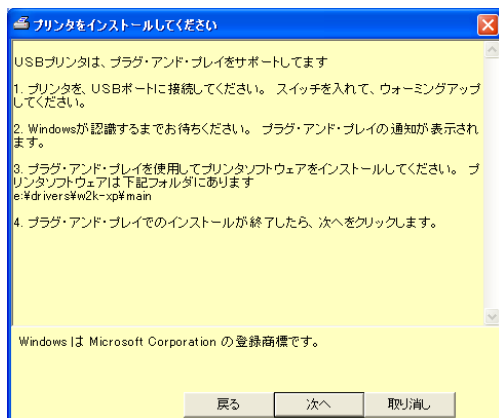 プリンタをインストールしてください
USBプリンタは、プラグ・アンド・プレイをサポートしてます
1. プリンタを、USBポートに接続してください。 スイッチを入れて、ウォーミングアップ
してください。
2. Windowsが認識するまでお待ちください。 プラグ・アンド・プレイの通知が表示され
ます。
3. プラグ・アンド・プレイを使用してプリンタソフトウェアをインストールしてください。 プ
リンタソフトウェアは下記フォルダにあります
e:¥drivers¥w2k-xp¥main
4. プラグ・アンド・プレイでのインストールが終了したら、次へをクリックします。
Windows は Microsoft Corporation の登録商標です。
戻る
次へ
取り消し